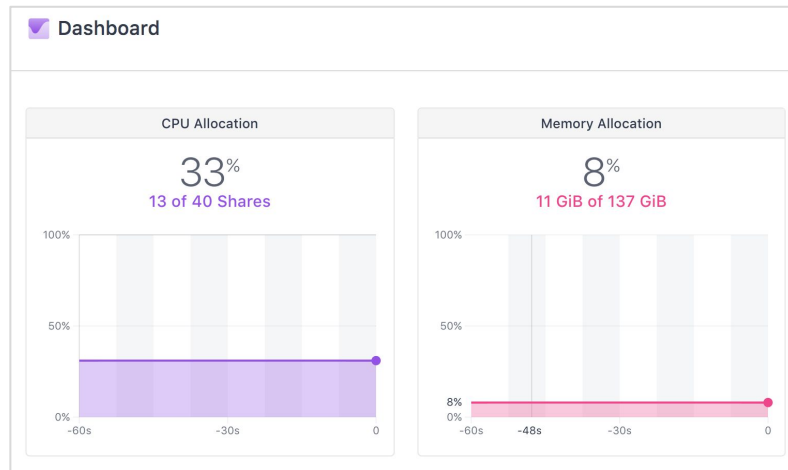 Dashboard
CPU Allocation
33%
13 of 40 Shares
100%
50%
0%
-60s
-30s
0
Memory Allocation
8%
11 GiB of 137 GiB
100%
50%
8%
0%
-60s
-48s
-30s
0